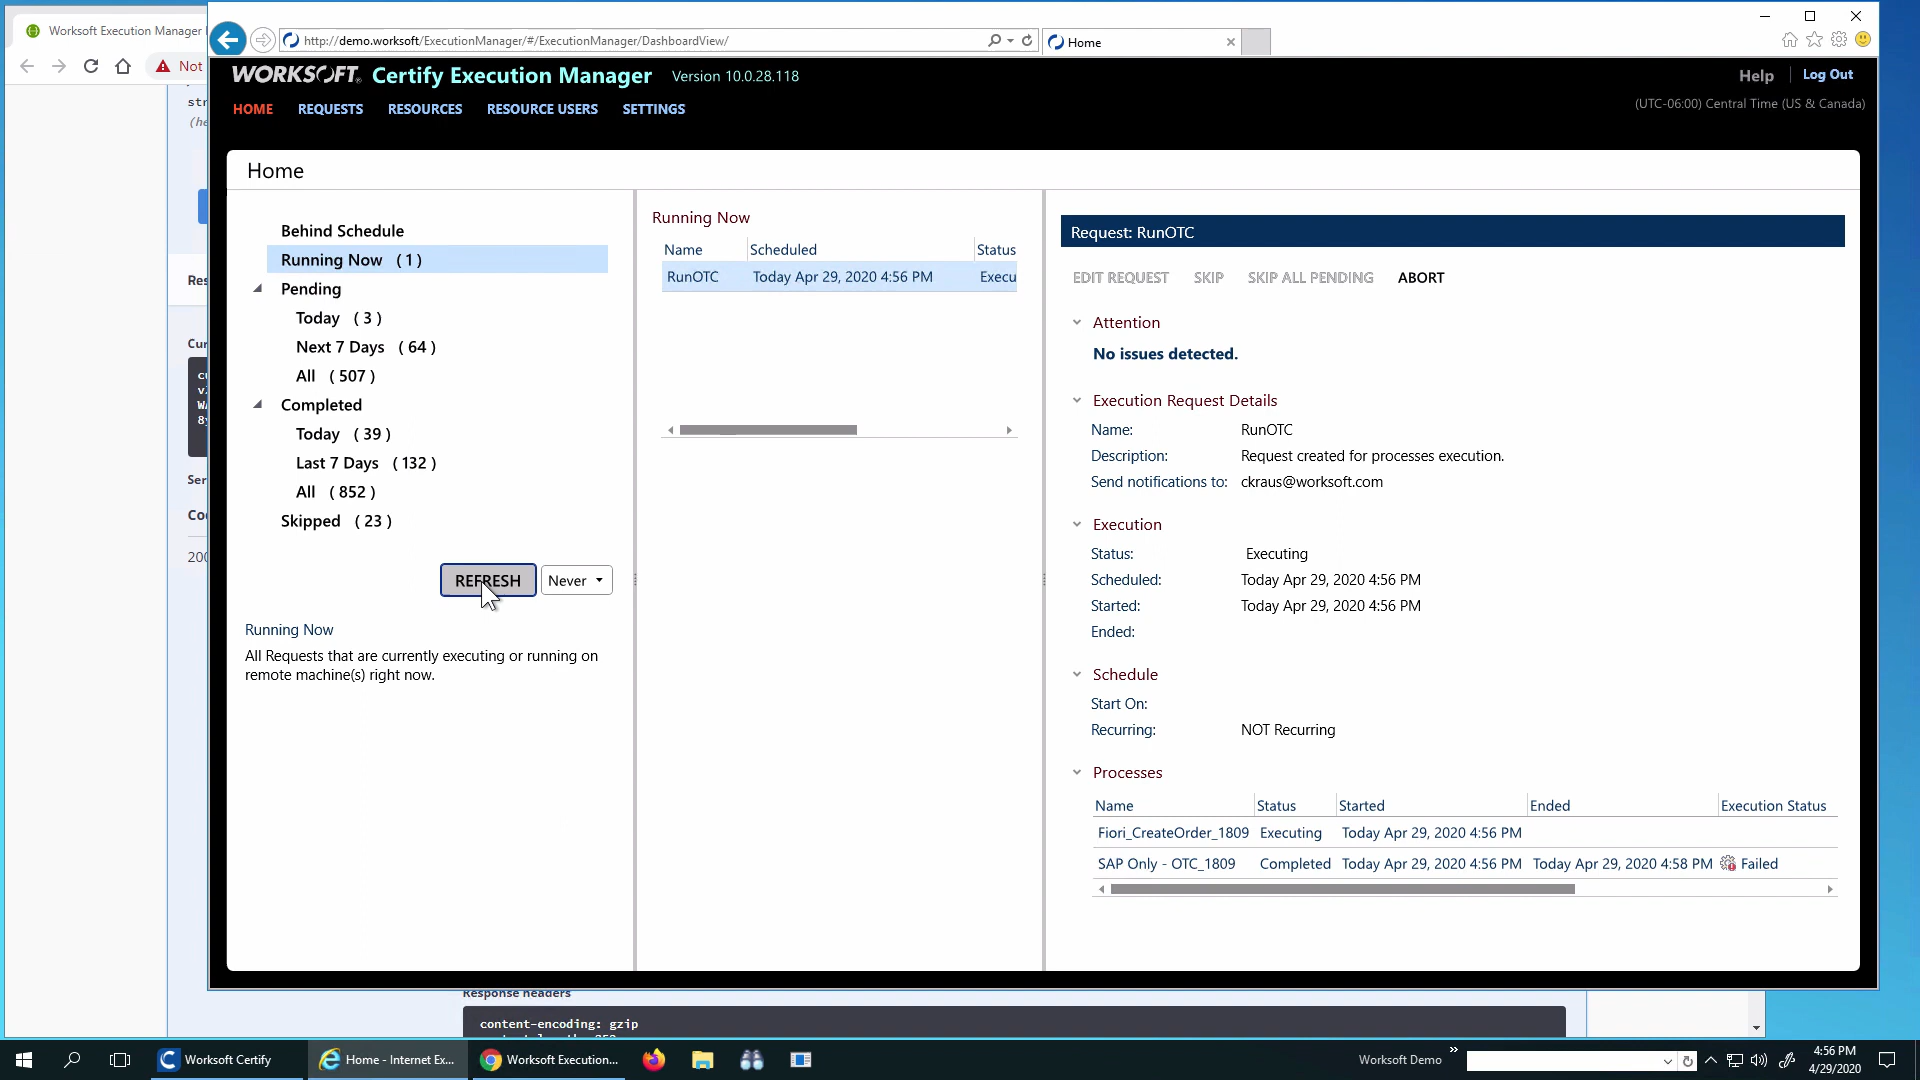 Worksoft Execution Manager
http://demo.worksoft/ExecutionManager/#/ExecutionManager/DashboardView/
Home
Not
WORKSOFT. Certify Execution Manager Version 10.0.28.118
Help Log Out
(UTC-06:00) Central Time (US & Canada)
HOME REQUESTS RESOURCES RESOURCE USERS SETTINGS
str
(he
Res
Cur
Ser
Coo
200
Home
Behind Schedule
Running Now ( 1 )
Pending
Today ( 3 )
Next 7 Days ( 64 )
All ( 507 )
Completed
Today ( 39 )
Last 7 Days ( 132 )
All ( 852 )
Skipped ( 23 )
REFRESH Never
Running Now
All Requests that are currently executing or running on
remote machine(s) right now.
Running Now
Name Scheduled Status
RunOTC Today Apr 29, 2020 4:56 PM Execu
Request: RunOTC
EDIT REQUEST SKIP SKIP ALL PENDING ABORT
Attention
No issues detected.
Execution Request Details
Name: RunOTC
Description: Request created for processes execution.
Send notifications to: ckraus@worksoft.com
Execution
Status: Executing
Scheduled: Today Apr 29, 2020 4:56 PM
Started: Today Apr 29, 2020 4:56 PM
Ended:
Schedule
Start On:
Recurring: NOT Recurring
Processes
Name Status Started Ended Execution Status
Fiori_CreateOrder_1809 Executing Today Apr 29, 2020 4:56 PM
SAP Only - OTC_1809 Completed Today Apr 29, 2020 4:56 PM Today Apr 29, 2020 4:58 PM Failed
Response headers
content-encoding: gzip
Worksoft Certify
Home - Internet Ex...
Worksoft Execution...
Worksoft Demo
4:56 PM
4/29/2020